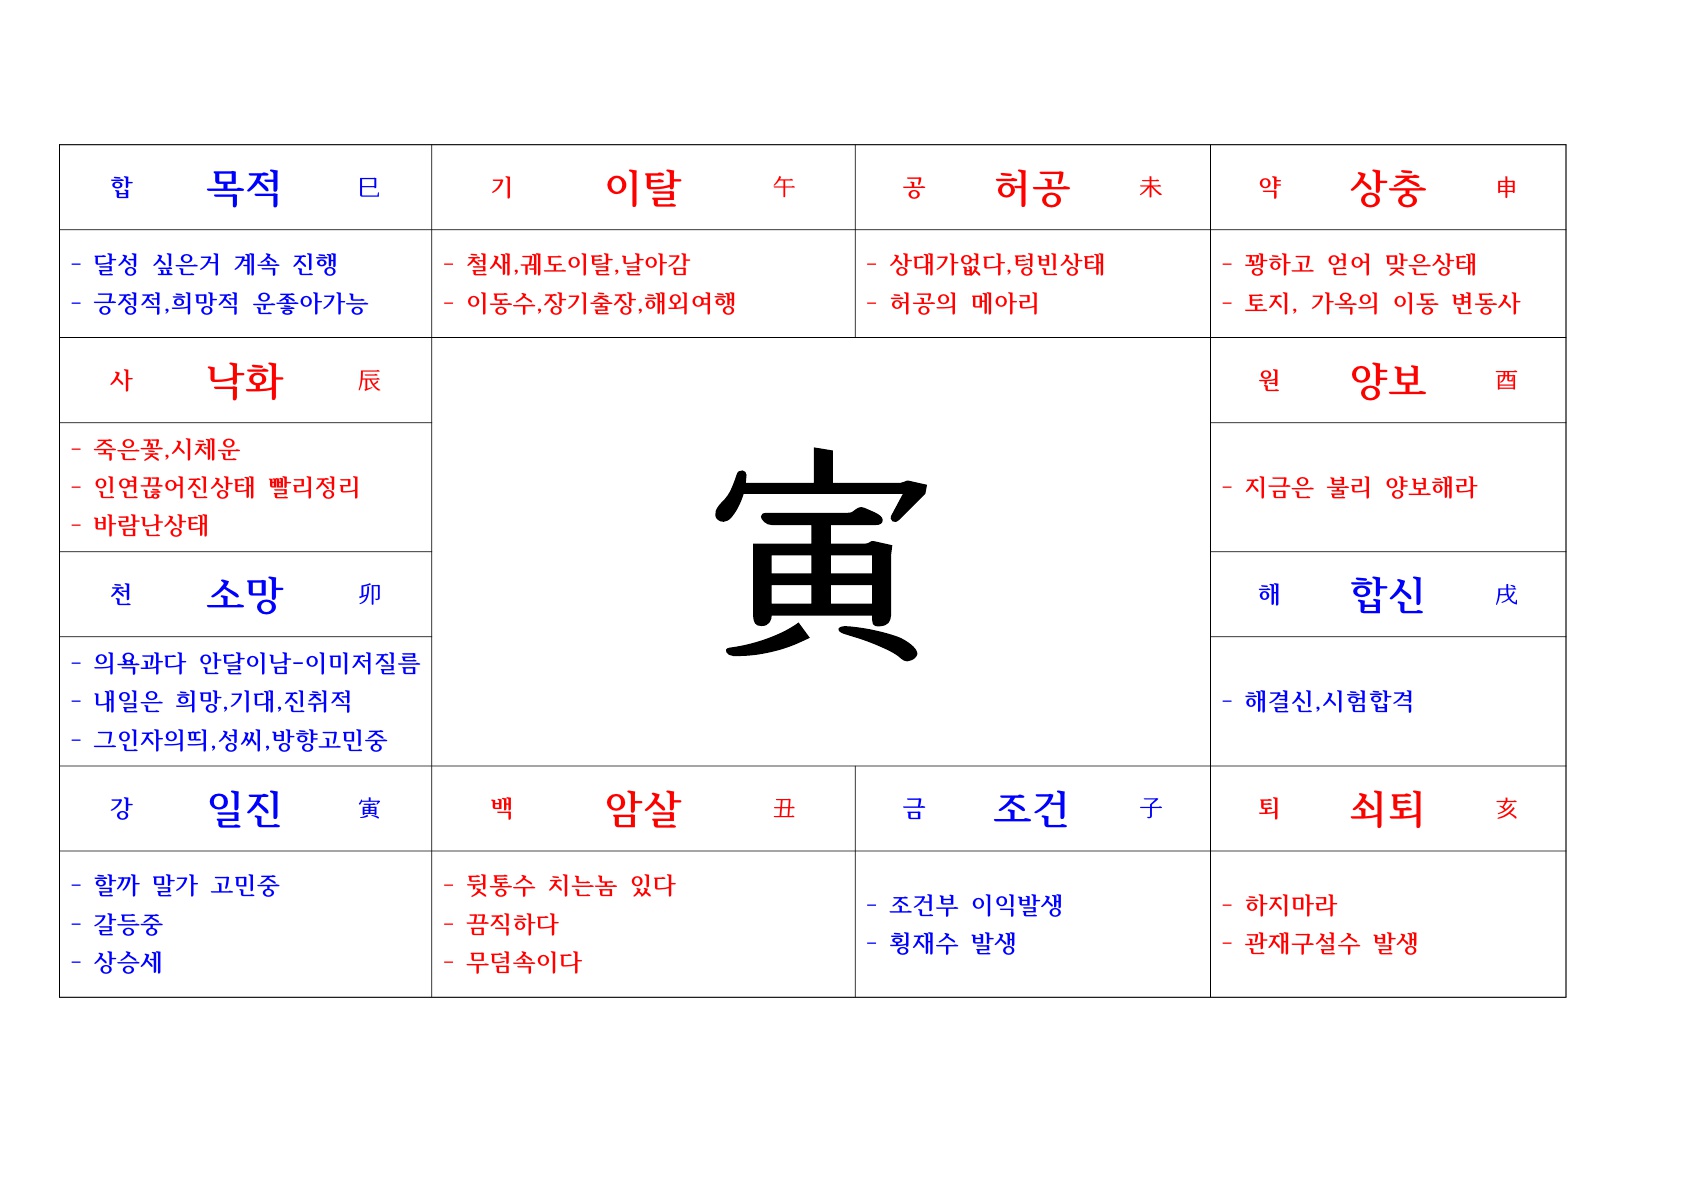 합 목적 巳
- 달성 싶은거 계속 진행
- 긍정적,희망적 운좋아가능
기 이탈 午
- 철새,궤도이탈,날아감
- 이동수,장기출장,해외여행
공 허공 未
- 상대가없다,텅빈상태
- 허공의 메아리
약 상충 申
- 꽝하고 얻어 맞은상태
- 토지, 가옥의 이동 변동사
사 낙화 辰
- 죽은꽃,시체운
- 인연끊어진상태 빨리정리
- 바람난상태
寅
원 양보 酉
- 지금은 불리 양보해라
천 소망 卯
- 의욕과다 안달이남-이미저질름
- 내일은 희망,기대,진취적
- 그인자의띄,성씨,방향고민중
해 합신 戌
- 해결신,시험합격
강 일진 寅
- 할까 말가 고민중
- 갈등중
- 상승세
백 암살 丑
- 뒷통수 치는놈 있다
- 끔직하다
- 무덤속이다
금 조건 子
- 조건부 이익발생
- 횡재수 발생
퇴 쇠퇴 亥
- 하지마라
- 관재구설수 발생